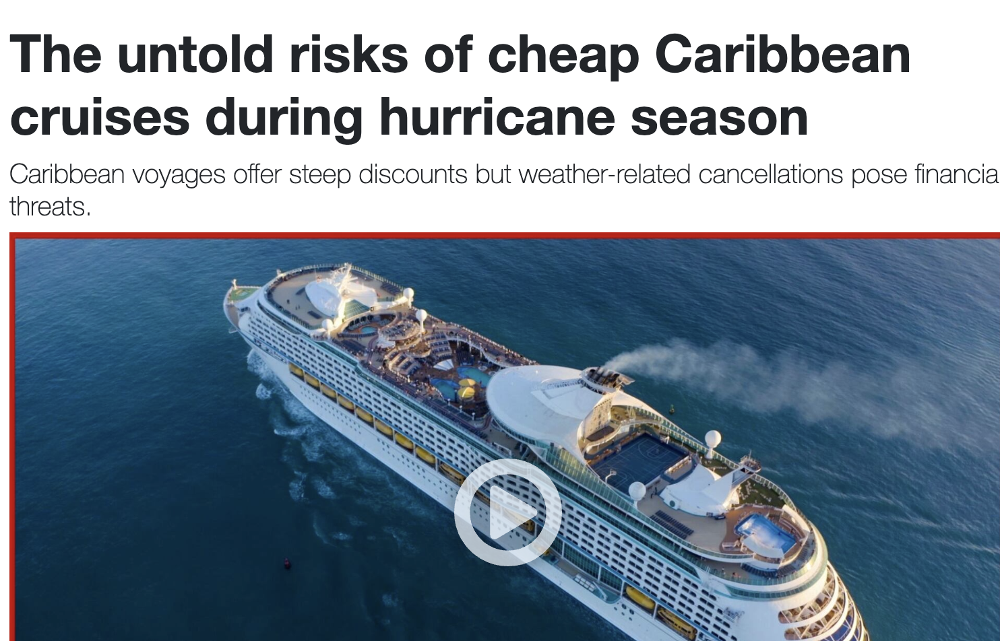 The untold risks of cheap Caribbean
cruises during hurricane season
Caribbean voyages offer steep discounts but weather-related cancellations pose financia
threats.